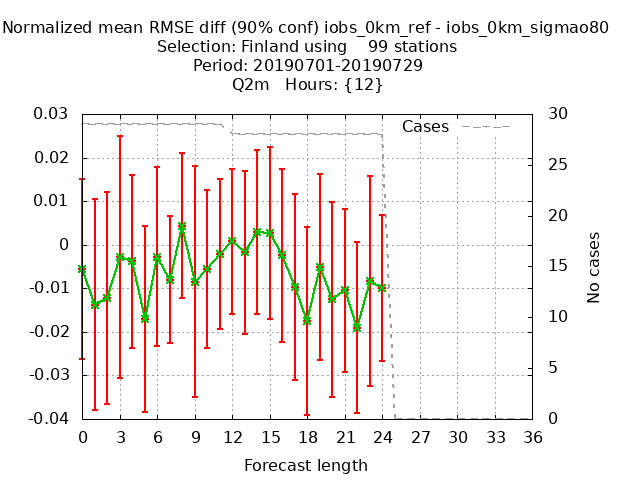 Normalized mean RMSE diff (90% conf) iobs_0km_ref - iobs_0km_sigmao80
Selection: Finland using    99 stations
Period: 20190701-20190729
Q2m   Hours: {12}
0.03
0.02
0.01
0
-0.01
-0.02
-0.03
-0.04
Cases
30
25
20
15
10
5
0
No cases
0 3 6 9 12 15 18 21 24 27 30 33 36
Forecast length